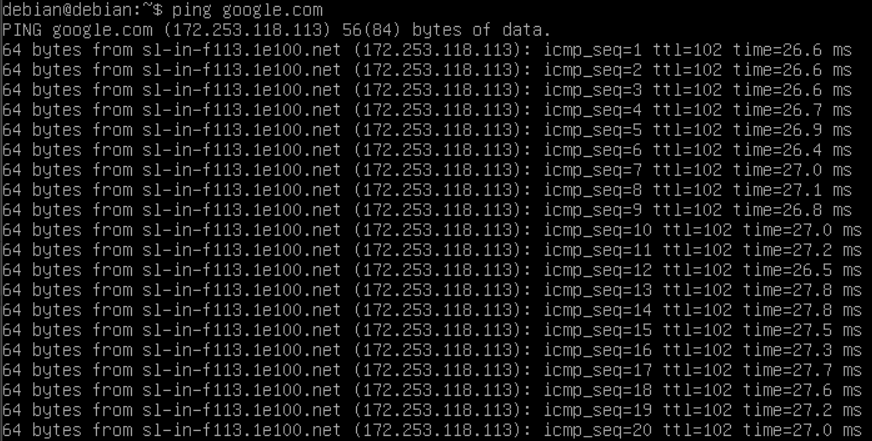 debian@debian:~$ ping google.com
PING google.com (172.253.118.113) 56(84) bytes of data.
64 bytes from sl-in-f113.1e100.net (172.253.118.113): icmp_seq=1 ttl=102 time=26.6 ms
64 bytes from sl-in-f113.1e100.net (172.253.118.113): icmp_seq=2 ttl=102 time=26.6 ms
64 bytes from sl-in-f113.1e100.net (172.253.118.113): icmp_seq=3 ttl=102 time=26.6 ms
64 bytes from sl-in-f113.1e100.net (172.253.118.113): icmp_seq=4 ttl=102 time=26.7 ms
64 bytes from sl-in-f113.1e100.net (172.253.118.113): icmp_seq=5 ttl=102 time=26.9 ms
64 bytes from sl-in-f113.1e100.net (172.253.118.113): icmp_seq=6 ttl=102 time=26.4 ms
64 bytes from sl-in-f113.1e100.net (172.253.118.113): icmp_seq=7 ttl=102 time=27.0 ms
64 bytes from sl-in-f113.1e100.net (172.253.118.113): icmp_seq=8 ttl=102 time=27.1 ms
64 bytes from sl-in-f113.1e100.net (172.253.118.113): icmp_seq=9 ttl=102 time=26.8 ms
64 bytes from sl-in-f113.1e100.net (172.253.118.113): icmp_seq=10 ttl=102 time=27.0 ms
64 bytes from sl-in-f113.1e100.net (172.253.118.113): icmp_seq=11 ttl=102 time=27.2 ms
64 bytes from sl-in-f113.1e100.net (172.253.118.113): icmp_seq=12 ttl=102 time=26.5 ms
64 bytes from sl-in-f113.1e100.net (172.253.118.113): icmp_seq=13 ttl=102 time=27.8 ms
64 bytes from sl-in-f113.1e100.net (172.253.118.113): icmp_seq=14 ttl=102 time=27.8 ms
64 bytes from sl-in-f113.1e100.net (172.253.118.113): icmp_seq=15 ttl=102 time=27.5 ms
64 bytes from sl-in-f113.1e100.net (172.253.118.113): icmp_seq=16 ttl=102 time=27.3 ms
64 bytes from sl-in-f113.1e100.net (172.253.118.113): icmp_seq=17 ttl=102 time=27.7 ms
64 bytes from sl-in-f113.1e100.net (172.253.118.113): icmp_seq=18 ttl=102 time=27.6 ms
64 bytes from sl-in-f113.1e100.net (172.253.118.113): icmp_seq=19 ttl=102 time=27.2 ms
64 bytes from sl-in-f113.1e100.net (172.253.118.113): icmp_seq=20 ttl=102 time=27.0 ms